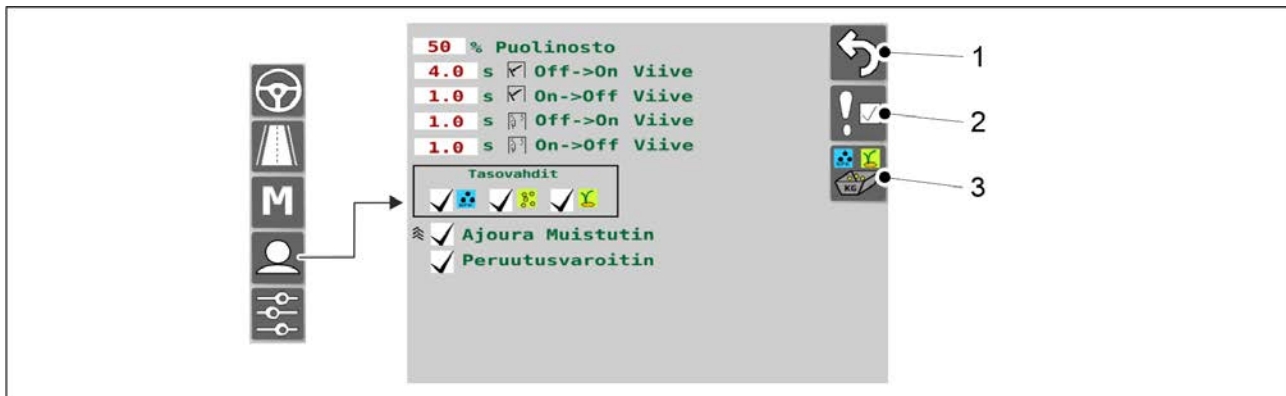 50 % Puolinosto
4.0 s Off->On Viive
1.0 s On->Off Viive
1.0 s Off->On Viive
1.0 s On->Off Viive
Tasovahdit
Ajoura Muistutin
Peruutusvaroitin
M
1
2
KG
3